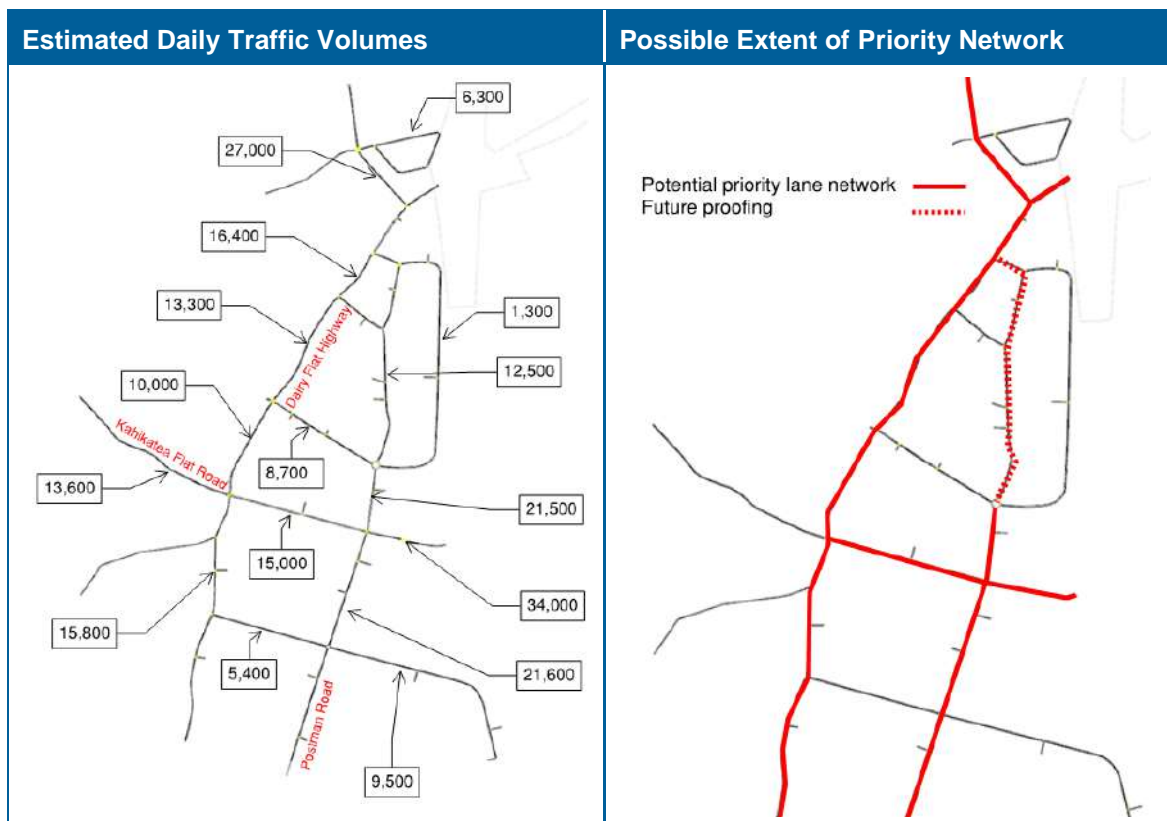 Estimated Daily Traffic Volumes
Possible Extent of Priority Network
6,300
27,000
16,400
13,300
1,300
Dairy Flat Highway
12,500
10,000
Kahikatea Flat Road
8,700
13,600
21,500
15,000
34,000
15,800
5,400
21,600
Postman Road
9,500
Potential priority lane network
Future proofing